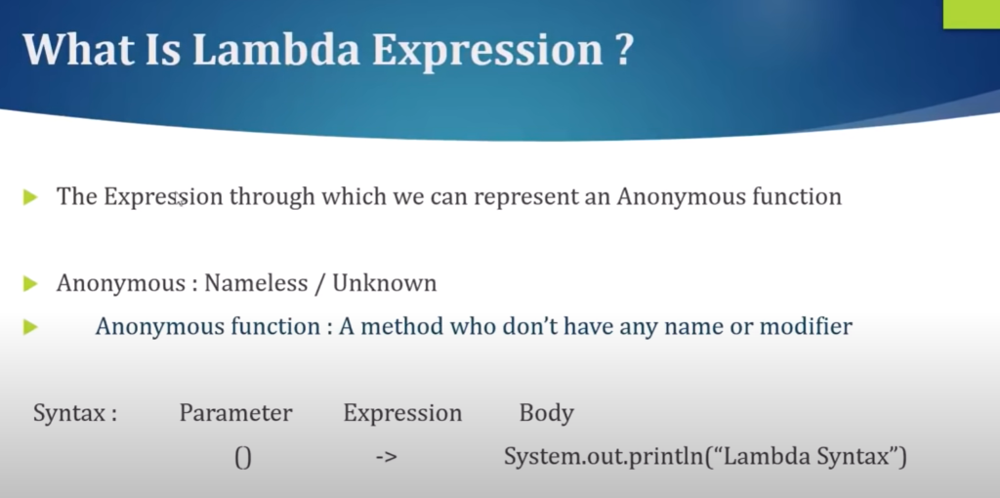 What Is Lambda Expression ?
The Expression through which we can represent an Anonymous function
Anonymous : Nameless / Unknown
Anonymous function : A method who don’t have any name or modifier
Syntax : Parameter Expression Body
() -> System.out.println(“Lambda Syntax”)